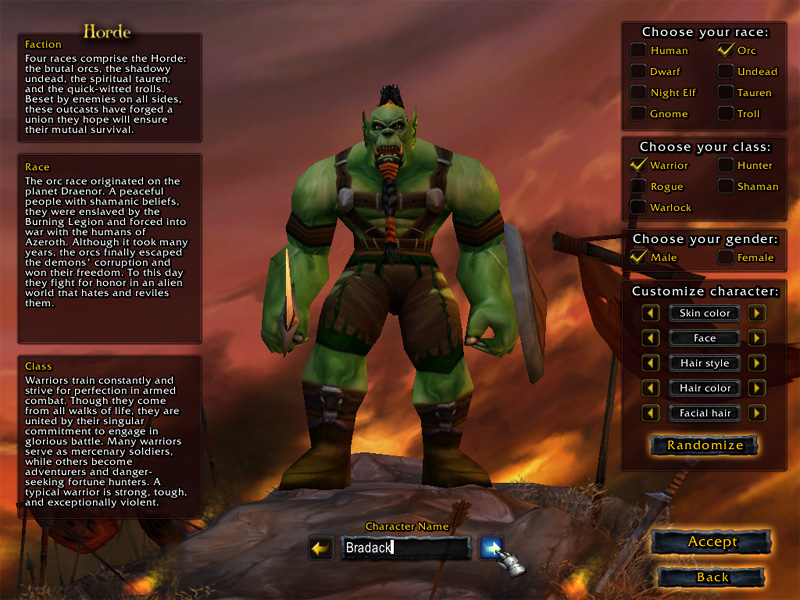 Horde
Faction
Four races comprise the Horde:
the brutal orcs, the shadowy
undead, the spiritual tauren,
and the quick-witted trolls.
Beset by enemies on all sides,
these outcasts have forged a
union they hope will ensure
their mutual survival.
Race
The orc race originated on the
planet Draenor. A peaceful
people with shamanic beliefs,
they were enslaved by the
Burning Legion and forced into
war with the humans of
Azeroth. Although it took many
years, the orcs finally escaped
the demons' corruption and
won their freedom. To this day
they fight for honor in an alien
world that hates and reviles
them.
Class
Warriors train constantly and
strive for perfection in armed
combat. Though they come
from all walks of life, they are
united by their singular
commitment to engage in
glorious battle. Many warriors
serve as mercenary soldiers,
while others become
adventurers and danger-
seeking fortune hunters. A
typical warrior is strong, tough,
and exceptionally violent.
Character Name
Bradack
Choose your race:
Human Orc
Dwarf Undead
Night Elf Tauren
Gnome Troll
Choose your class:
Warrior Hunter
Rogue Shaman
Warlock
Choose your gender:
Male Female
Customize character:
Skin color
Face
Hair style
Hair color
Facial hair
Randomize
Accept
Back